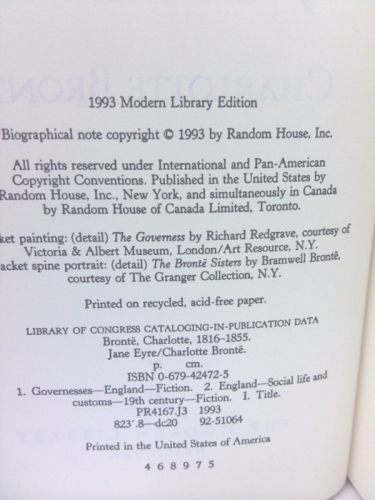 1993 Modern Library Edition
Biographical note copyright © 1993 by Random House, Inc.
All rights reserved under International and Pan-American
Copyright Conventions. Published in the United States by
Random House, Inc., New York, and simultaneously in Canada
by Random House of Canada Limited, Toronto.
ket painting: (detail) The Governess by Richard Redgrave, courtesy of
Victoria & Albert Museum, London/Art Resource, N.Y.
acket spine portrait: (detail) The Brontë Sisters by Bramwell Brontë,
courtesy of The Granger Collection, N.Y.
Printed on recycled, acid-free paper.
LIBRARY OF CONGRESS CATALOGING-IN-PUBLICATION DATA
Brontë, Charlotte, 1816–1855.
Jane Eyre/Charlotte Brontë.
p. cm.
ISBN 0-679-42472-5
1. Governesses—England—Fiction. 2. England—Social life and
customs—19th century—Fiction. I. Title.
PR4167.J3 1993
823'.8—dc20 92-51064
Printed in the United States of America
4 6 8 9 7 5